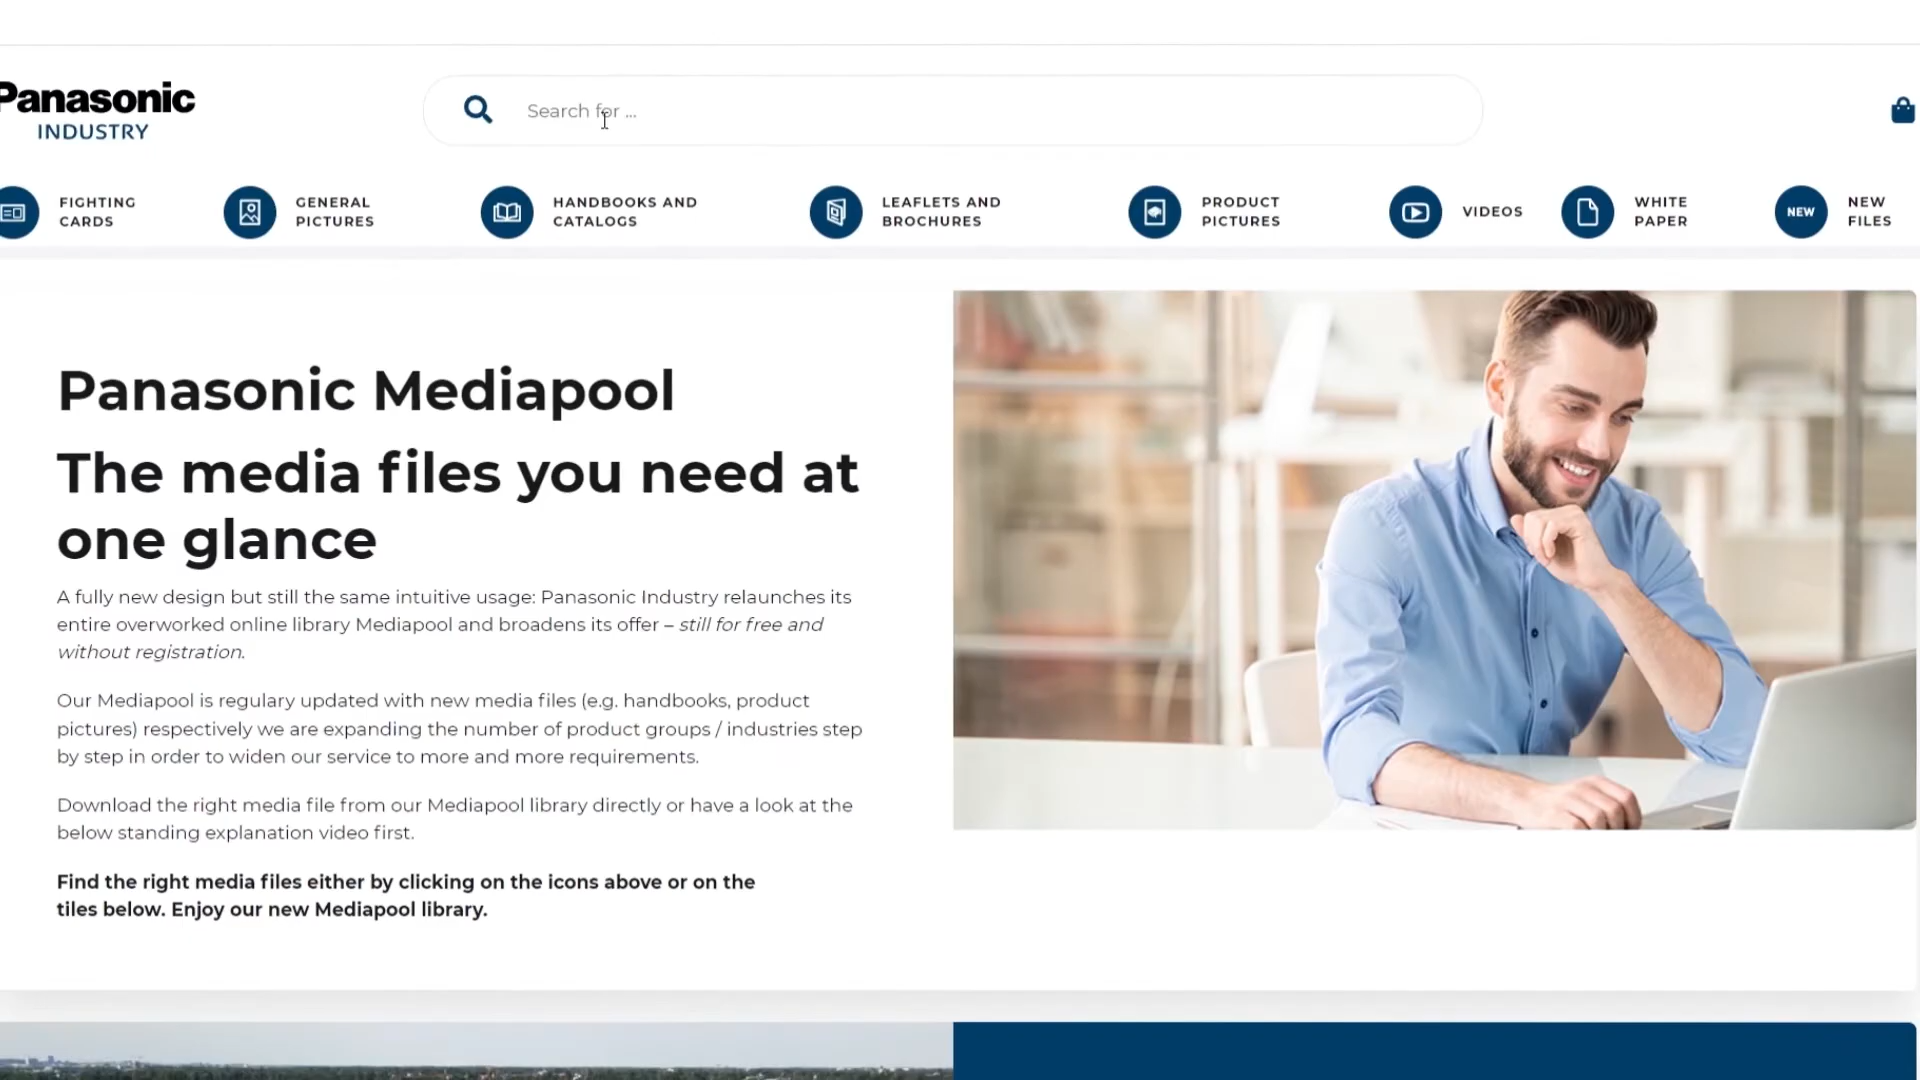 Panasonic
INDUSTRY
Search for ...
FIGHTING
CARDS
GENERAL
PICTURES
HANDBOOKS AND
CATALOGS
LEAFLETS AND
BROCHURES
PRODUCT
PICTURES
VIDEOS
WHITE
PAPER
NEW
NEW
FILES
Panasonic Mediapool
The media files you need at
one glance
A fully new design but still the same intuitive usage: Panasonic Industry relaunches its
entire overworked online library Mediapool and broadens its offer – still for free and
without registration.
Our Mediapool is regulary updated with new media files (e.g. handbooks, product
pictures) respectively we are expanding the number of product groups / industries step
by step in order to widen our service to more and more requirements.
Download the right media file from our Mediapool library directly or have a look at the
below standing explanation video first.
Find the right media files either by clicking on the icons above or on the
tiles below. Enjoy our new Mediapool library.